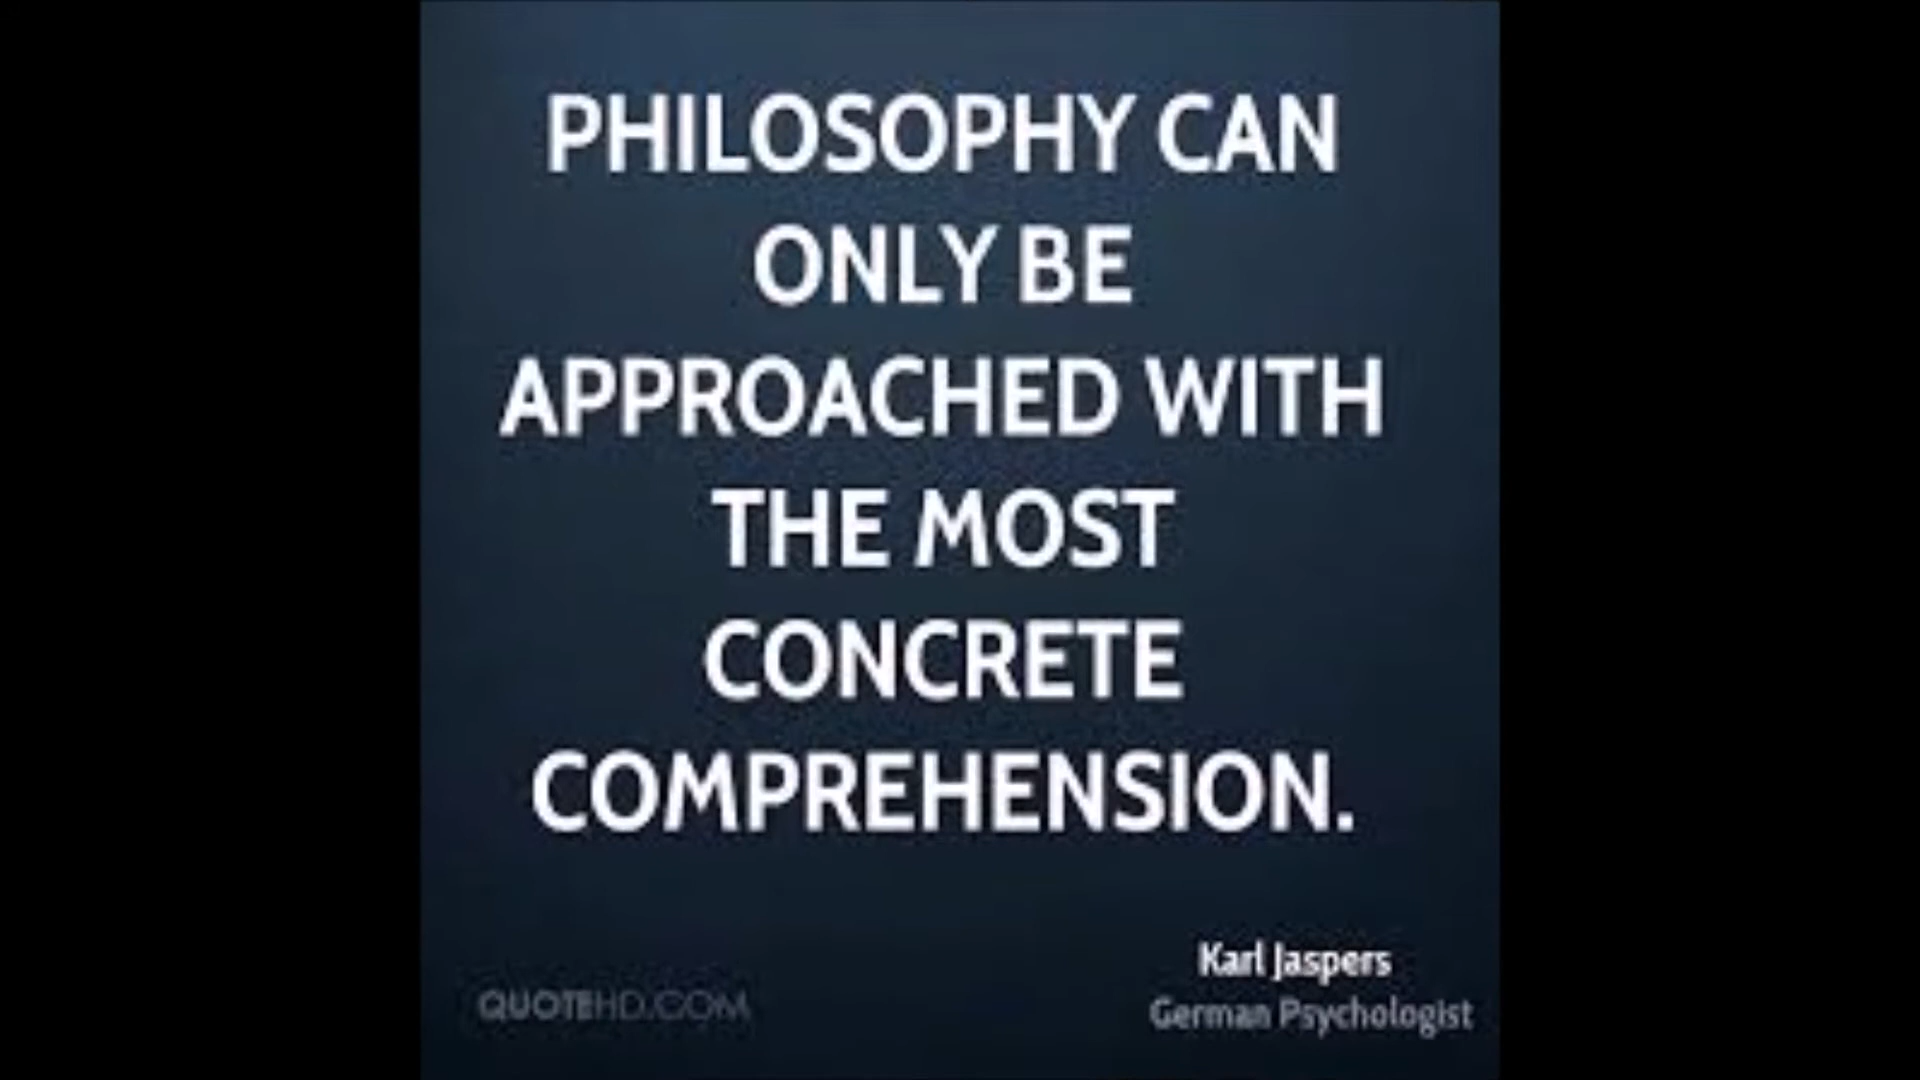 PHILOSOPHY CAN
ONLY BE
APPROACHED WITH
THE MOST
CONCRETE
COMPREHENSION.
Karl Jaspers
German Psychologist
QUOTEHD.COM